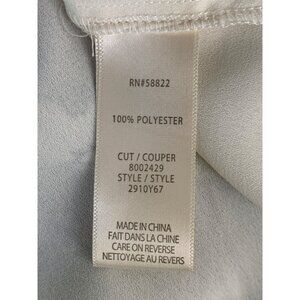 RN#58822
100% POLYESTER
CUT / COUPER
8002429
STYLE / STYLE
2910Y67
MADE IN CHINA
FAIT DANS LA CHINE
CARE ON REVERSE
NETTOYAGE AU REVERS